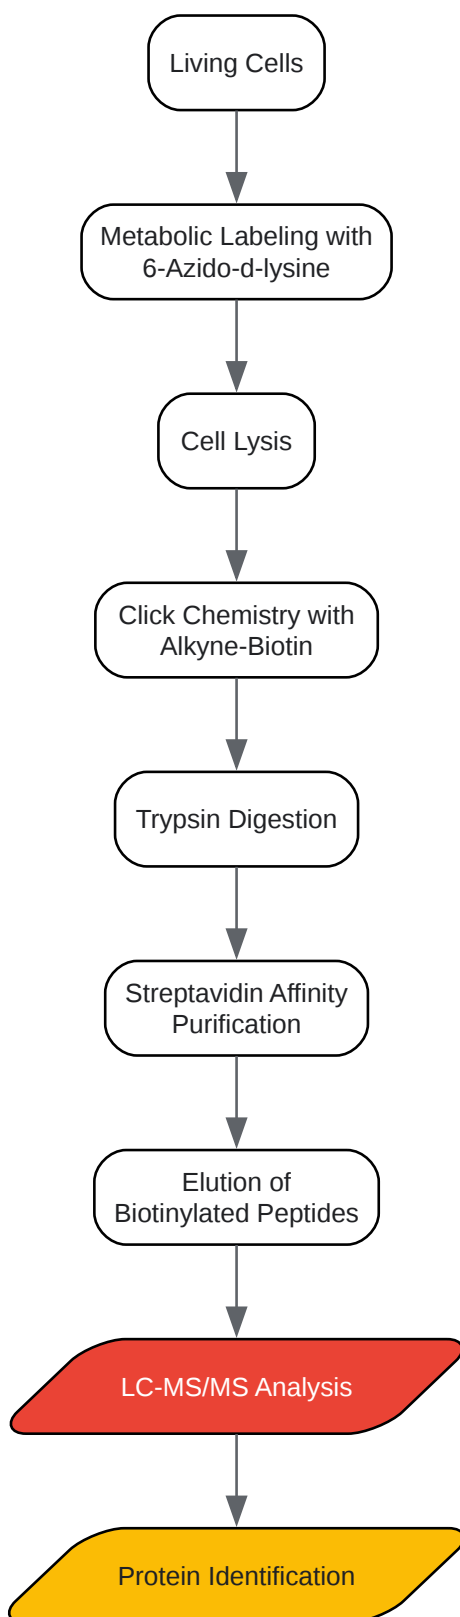 Living Cells
Metabolic Labeling with
6-Azido-d-lysine
Cell Lysis
Click Chemistry with
Alkyne-Biotin
Trypsin Digestion
Streptavidin Affinity
Purification
Elution of
Biotinylated Peptides
LC-MS/MS Analysis
Protein Identification